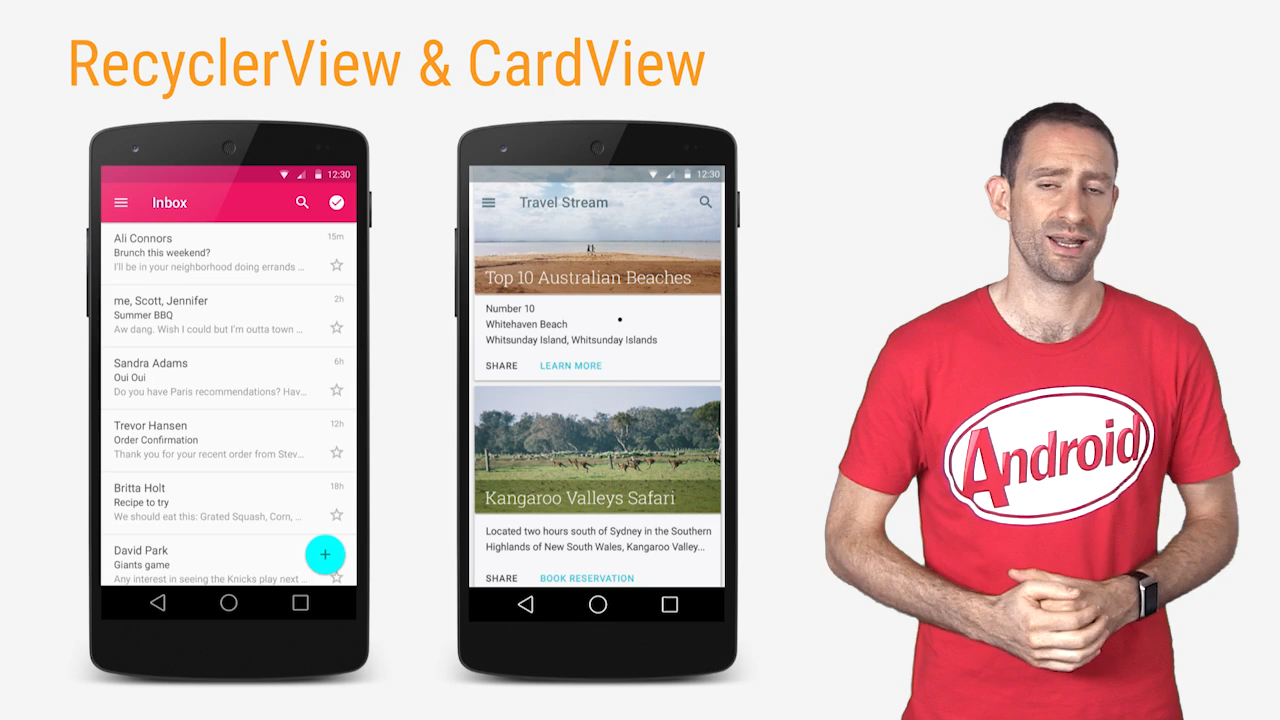 RecyclerView & CardView
12:30
Inbox
Ali Connors
15m
Brunch this weekend?
I'll be in your neighborhood doing errands ...
me, Scott, Jennifer
2h
Summer BBQ
Aw dang. Wish I could but I'm outta town ...
Sandra Adams
6h
Oui Oui
Do you have Paris recommendations? Hav...
Trevor Hansen
12h
Order Confirmation
Thank you for your recent order from Stev...
Britta Holt
18h
Recipe to try
We should eat this: Grated Squash, Corn, ...
David Park
Giants game
+
Any interest in seeing the Knicks play next ...
12:30
Travel Stream
Top 10 Australian Beaches
Number 10
Whitehaven Beach
Whitsunday Island, Whitsunday Islands
SHARE LEARN MORE
Kangaroo Valleys Safari
Located two hours south of Sydney in the Southern
Highlands of New South Wales, Kangaroo Valley...
SHARE BOOK RESERVATION
Android